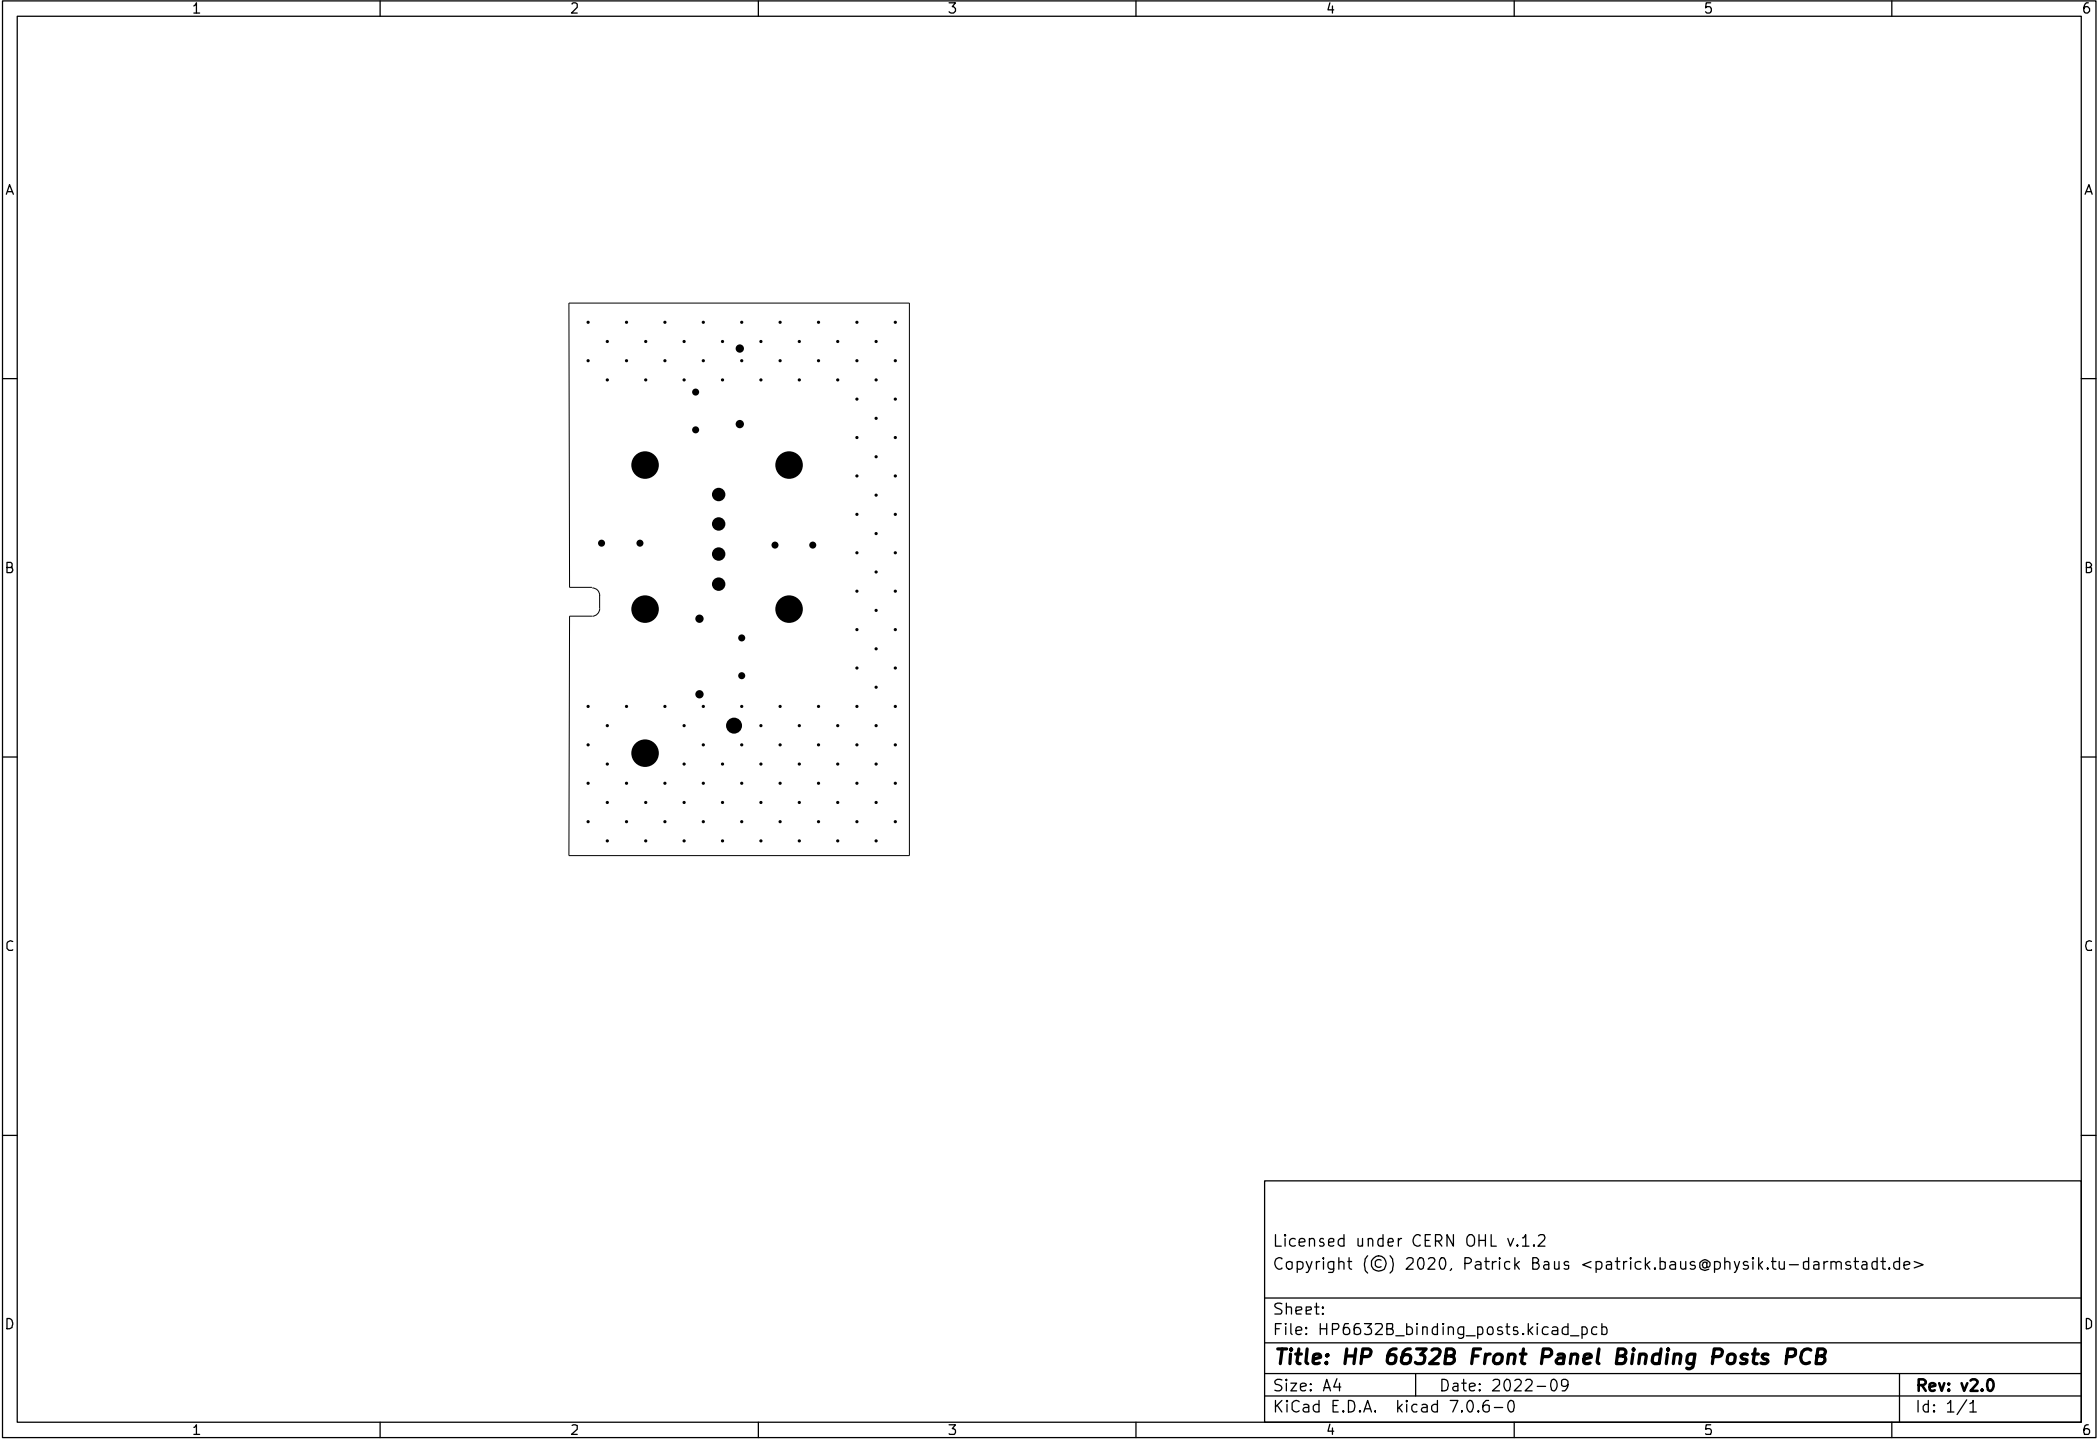 1 2 3 4 5 6
A A
B B
C C
Licensed under CERN OHL v.1.2
Copyright (©) 2020, Patrick Baus <patrick.baus@physik.tu-darmstadt.de>
Sheet:
D D
File: HP6632B_binding_posts.kicad_pcb
Title: HP 6632B Front Panel Binding Posts PCB
Size: A4 Date: 2022-09 Rev: v2.0
KiCad E.D.A. kicad 7.0.6-0 Id: 1/1
1 2 3 4 5 6